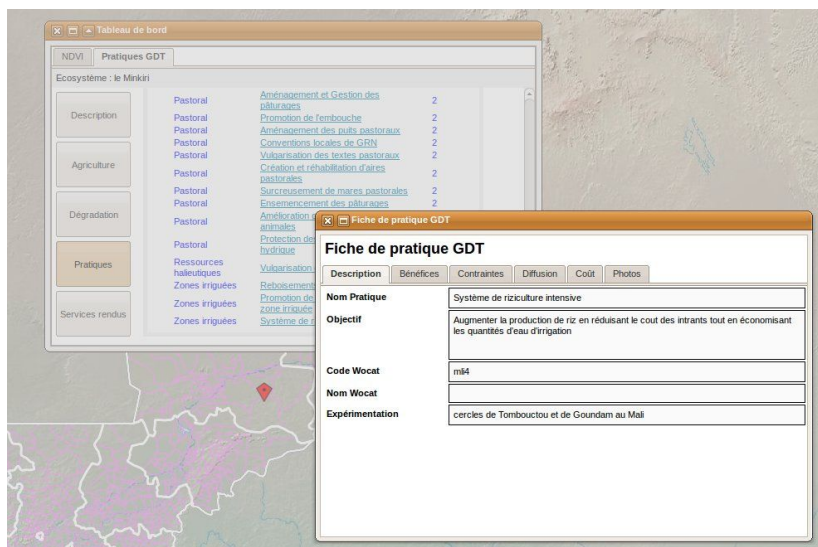 Tableau de bord
NDVI Pratiques GDT
Ecosystème : le Minkiri
Description
Agriculture
Dégradation
Pratiques
Services rendus
Pastoral Aménagement et Gestion des pâturages 2
Pastoral Promotion de l'embouche 2
Pastoral Aménagement des puits pastoraux 2
Pastoral Conventions locales de GRN 2
Pastoral Vulgarisation des textes pastoraux 2
Pastoral Création et réhabilitation d'aires pastorales 2
Pastoral Surcreusement de mares pastorales 2
Pastoral Ensemencement des pâturages 2
Pastoral Amélioration
animales
Pastoral Protection des
hydrique
Ressources halieutiques Vulgarisation
Zones irriguées Reboisement
Zones irriguées Promotion de
zone irriguée
Zones irriguées Système de
Fiche de pratique GDT
Fiche de pratique GDT
Description Bénéfices Contraintes Diffusion Coût Photos
Nom Pratique Système de riziculture intensive
Objectif Augmenter la production de riz en réduisant le cout des intrants tout en économisant
les quantités d'eau d'irrigation
Code Wocat mli4
Nom Wocat
Expérimentation cercles de Tombouctou et de Goundam au Mali